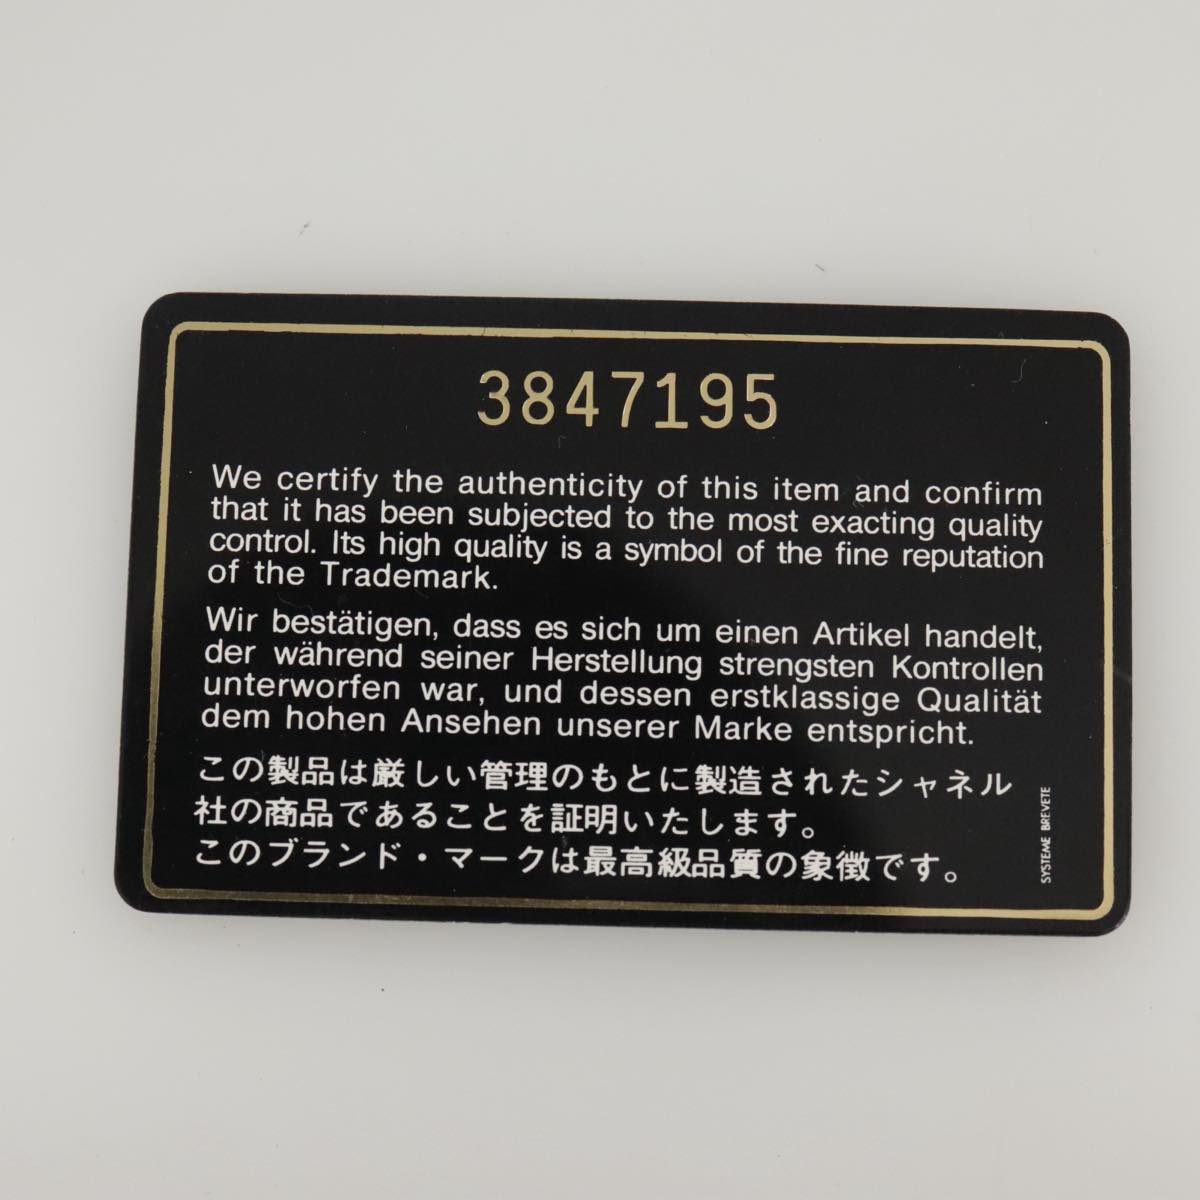 3847195
We certify the authenticity of this item and confirm
that it has been subjected to the most exacting quality
control. Its high quality is a symbol of the fine reputation
of the Trademark.
Wir bestätigen, dass es sich um einen Artikel handelt,
der während seiner Herstellung strengsten Kontrollen
unterworfen war, und dessen erstklassige Qualität
dem hohen Ansehen unserer Marke entspricht.
この製品は厳しい管理のもとに製造されたシャネル
社の商品であることを証明いたします。
このブランド・マークは最高級品質の象徴です。
SYSTEME BREVETE